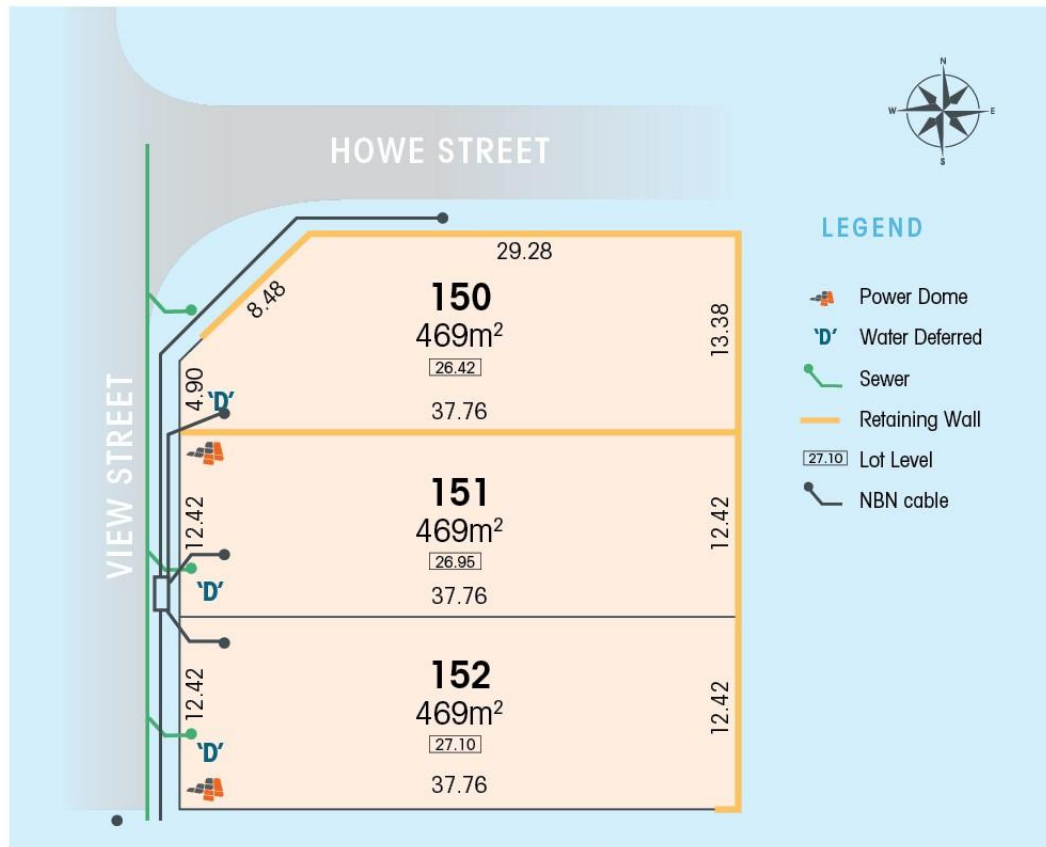 N
W
E
S
HOWE STREET
VIEW STREET
LEGEND
Power Dome
'D' Water Deferred
Sewer
Retaining Wall
27.10 Lot Level
NBN cable
29.28
8.48
150
469m²
26.42
13.38
4.90
'D'
37.76
151
469m²
26.95
12.42
12.42
'D'
37.76
152
469m²
27.10
12.42
12.42
'D'
37.76